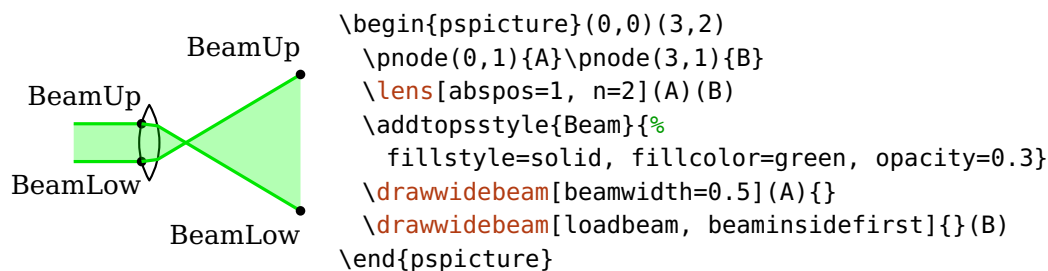 BeamUp
BeamUp
BeamLow
BeamLow
\begin{pspicture}(0,0)(3,2)
  \pnode(0,1){A}\pnode(3,1){B}
  \lens[abspos=1, n=2](A)(B)
  \addtopsstyle{Beam}{%
    fillstyle=solid, fillcolor=green, opacity=0.3}
  \drawwidebeam[beamwidth=0.5](A){}
  \drawwidebeam[loadbeam, beaminsidefirst]{}(B)
\end{pspicture}